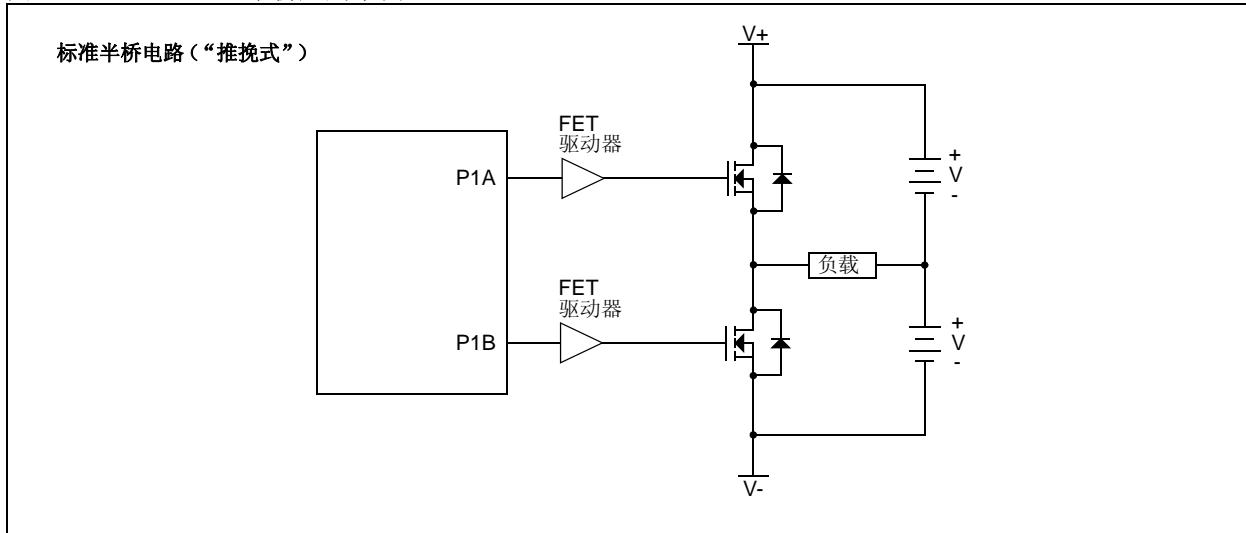 标准半桥电路（“推挽式”）
V+
FET
驱动器
P1A
+
V
-
负载
FET
驱动器
P1B
+
V
-
V-